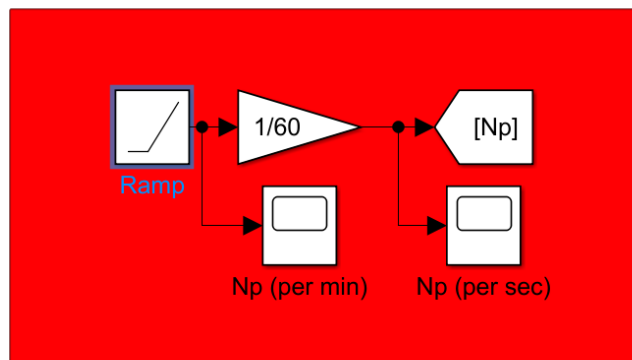 1/60
[Np]
Ramp
Np (per min)
Np (per sec)